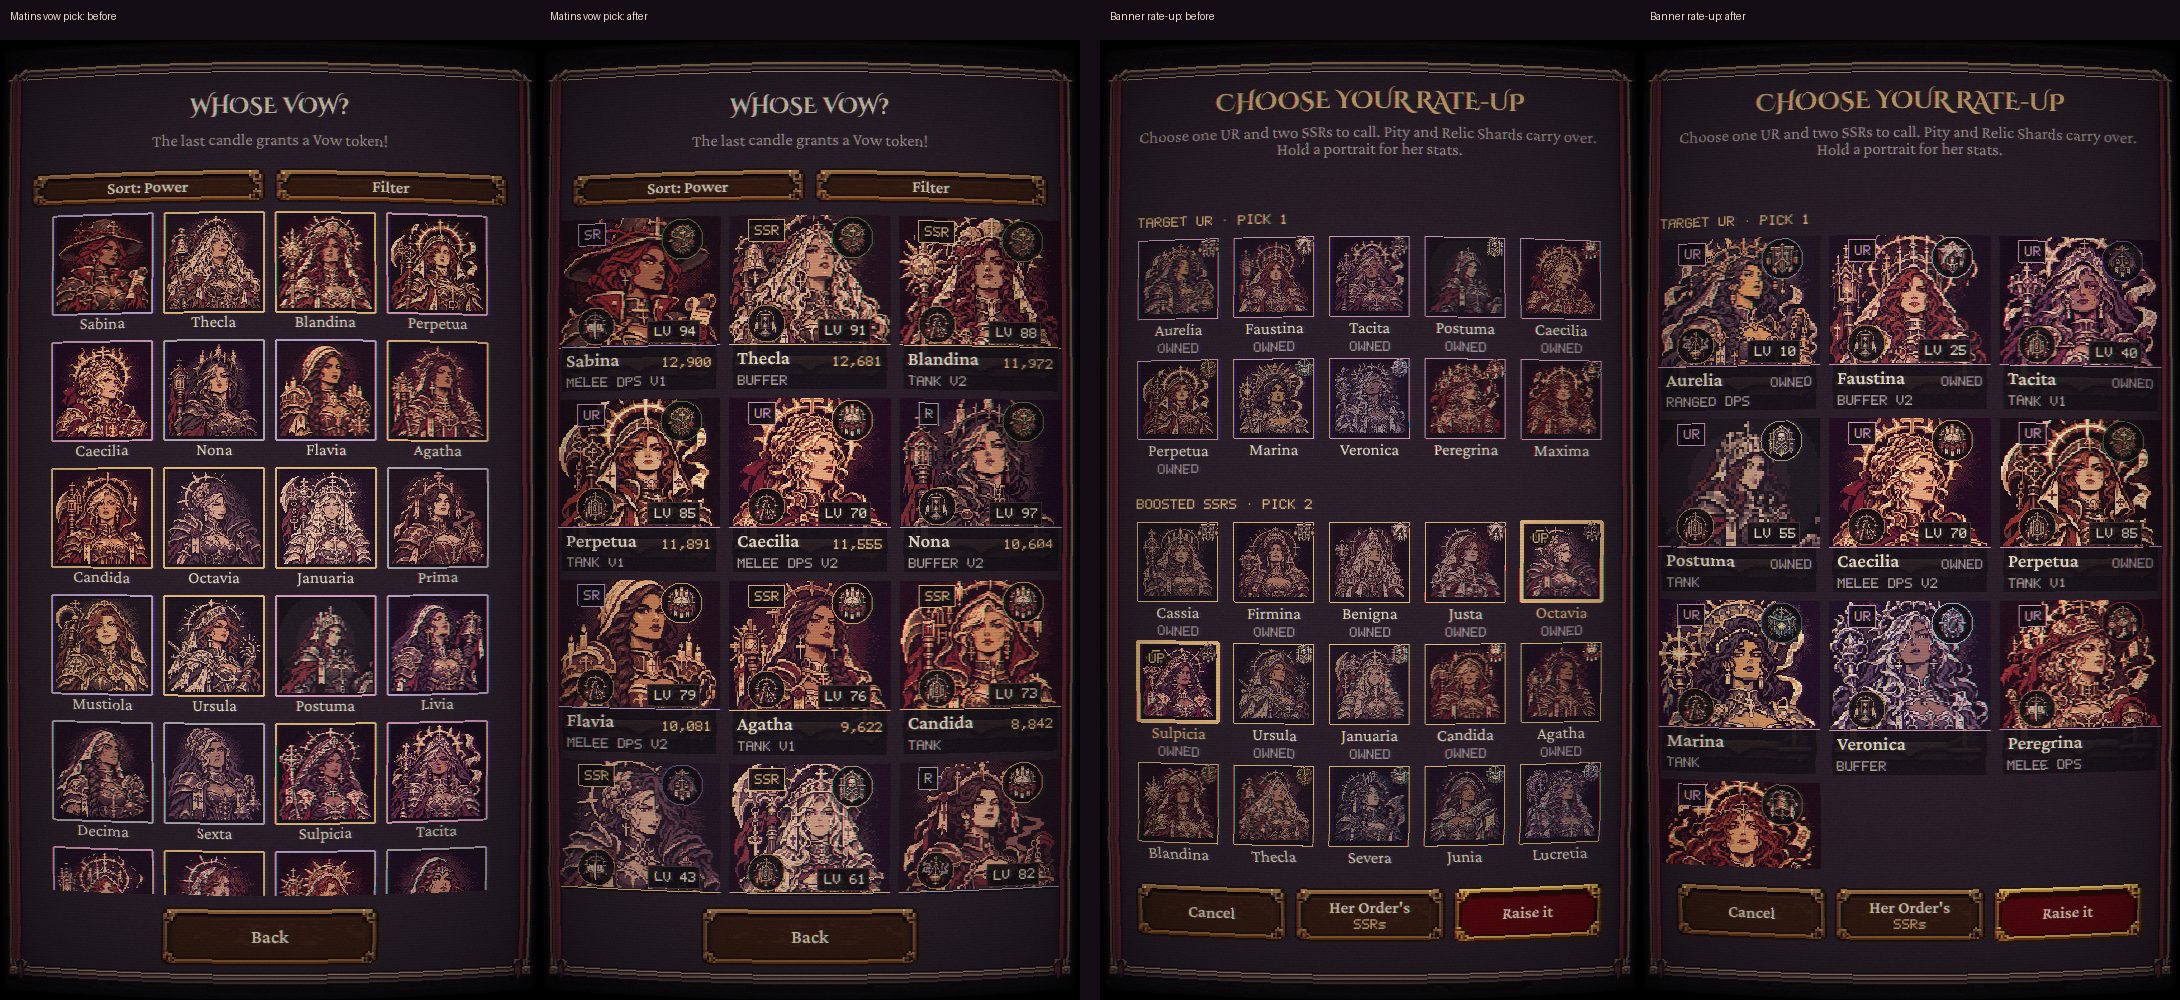 Matins vow pick: before
WHOSE VOW?
The last candle grants a Vow token!
Sort: Power
Filter
Sabina
Thecla
Blandina
Perpetua
Caecilia
Nona
Flavia
Agatha
Candida
Octavia
Januaria
Prima
Mustiola
Ursula
Postuma
Livia
Decima
Sexta
Sulpicia
Tacita
Back
Matins vow pick: after
WHOSE VOW?
The last candle grants a Vow token!
Sort: Power
Filter
SR
LV 94
Sabina
12,900
MELEE DPS V1
SSR
LV 91
Thecla
12,681
BUFFER
SSR
LV 88
Blandina
11,972
TANK V2
UR
LV 85
Perpetua
11,891
TANK V1
UR
LV 70
Caecilia
11,555
MELEE DPS V2
R
LV 97
Nona
10,604
BUFFER V2
SR
LV 79
Flavia
10,081
MELEE DPS V2
SSR
LV 76
Agatha
9,622
TANK V1
SSR
LV 73
Candida
8,842
TANK
SSR
LV 43
SSR
LV 61
R
LV 82
Back
Banner rate-up: before
CHOOSE YOUR RATE-UP
Choose one UR and two SSRs to call. Pity and Relic Shards carry over.
Hold a portrait for her stats.
TARGET UR · PICK 1
Aurelia
OWNED
Faustina
OWNED
Tacita
OWNED
Postuma
OWNED
Caecilia
OWNED
Perpetua
OWNED
Marina
Veronica
Peregrina
Maxima
BOOSTED SSRS · PICK 2
Cassia
OWNED
Firmina
OWNED
Benigna
OWNED
Justa
OWNED
UP
Octavia
OWNED
UP
Sulpicia
OWNED
Ursula
OWNED
Januaria
OWNED
Candida
OWNED
Agatha
OWNED
Blandina
Thecla
Severa
Junia
Lucretia
Cancel
Her Order's
SSRs
Raise it
Banner rate-up: after
CHOOSE YOUR RATE-UP
Choose one UR and two SSRs to call. Pity and Relic Shards carry over.
Hold a portrait for her stats.
TARGET UR · PICK 1
UR
LV 10
Aurelia
OWNED
RANGED DPS
UR
LV 25
Faustina
OWNED
BUFFER V2
UR
LV 40
Tacita
OWNED
TANK V1
UR
LV 55
Postuma
OWNED
TANK
UR
LV 70
Caecilia
OWNED
MELEE DPS V2
UR
LV 85
Perpetua
OWNED
TANK V1
UR
Marina
TANK
UR
Veronica
BUFFER
UR
Peregrina
MELEE DPS
UR
Cancel
Her Order's
SSRs
Raise it